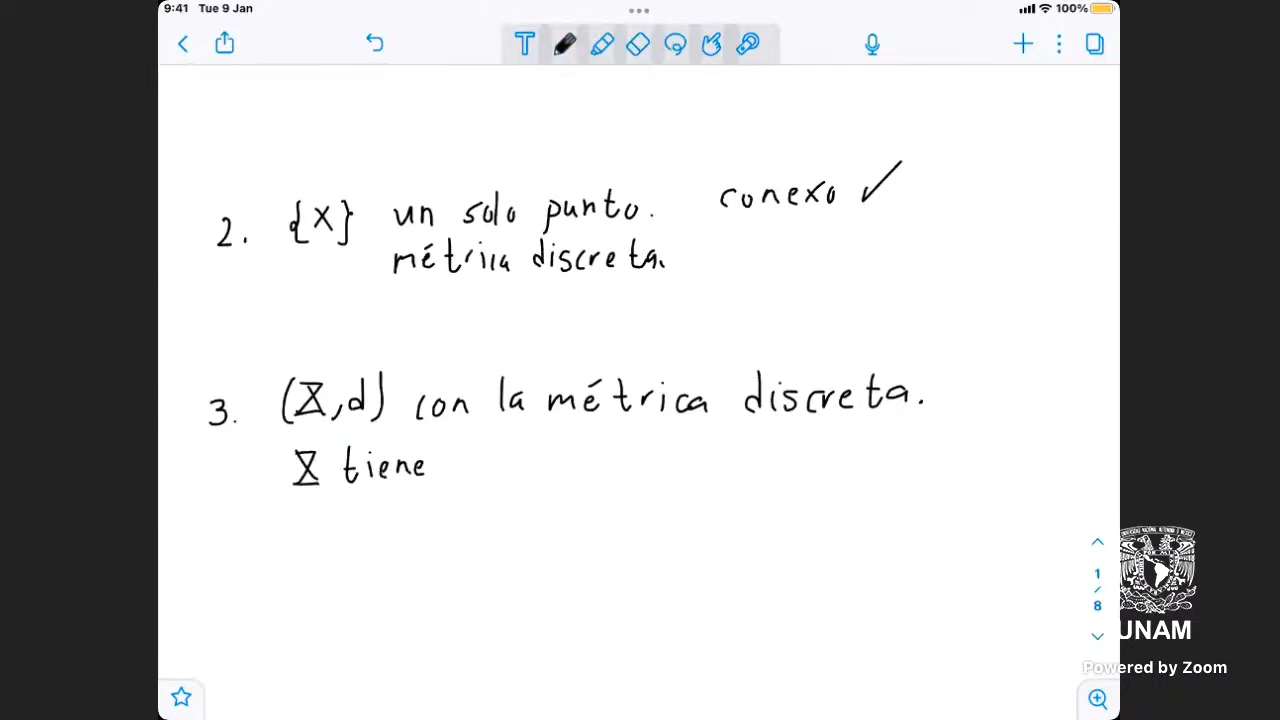 9:41 Tue 9 Jan
100%
T
2. {X} un solo punto. conexo ✓
métrica discreta.
3. (X,d) con la métrica discreta.
X tiene
1
8
UNAM
Powered by Zoom